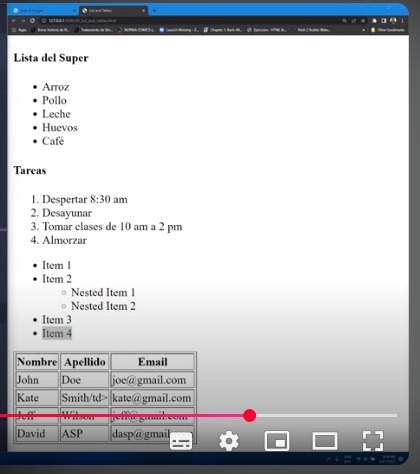 Lista del Super
Arroz
Pollo
Leche
Huevos
Café
Tareas
1. Despertar 8:30 am
2. Desayunar
3. Tomar clases de 10 am a 2 pm
4. Almorzar
Item 1
Item 2
Nested Item 1
Nested Item 2
Item 3
Item 4
Nombre Apellido Email
John Doe joe@gmail.com
Kate Smith/td> kate@gmail.com
Jeff Wilson jeff@gmail.com
David ASP dasp@gmail